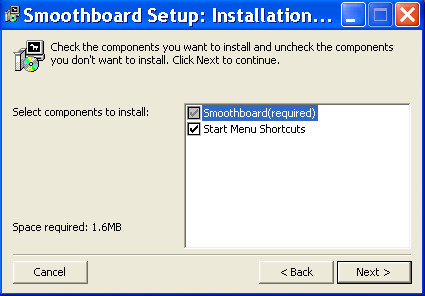 Smoothboard Setup: Installation...
Check the components you want to install and uncheck the components
you don't want to install. Click Next to continue.
Select components to install:
Smoothboard(required)
Start Menu Shortcuts
Space required: 1.6MB
Cancel
< Back
Next >